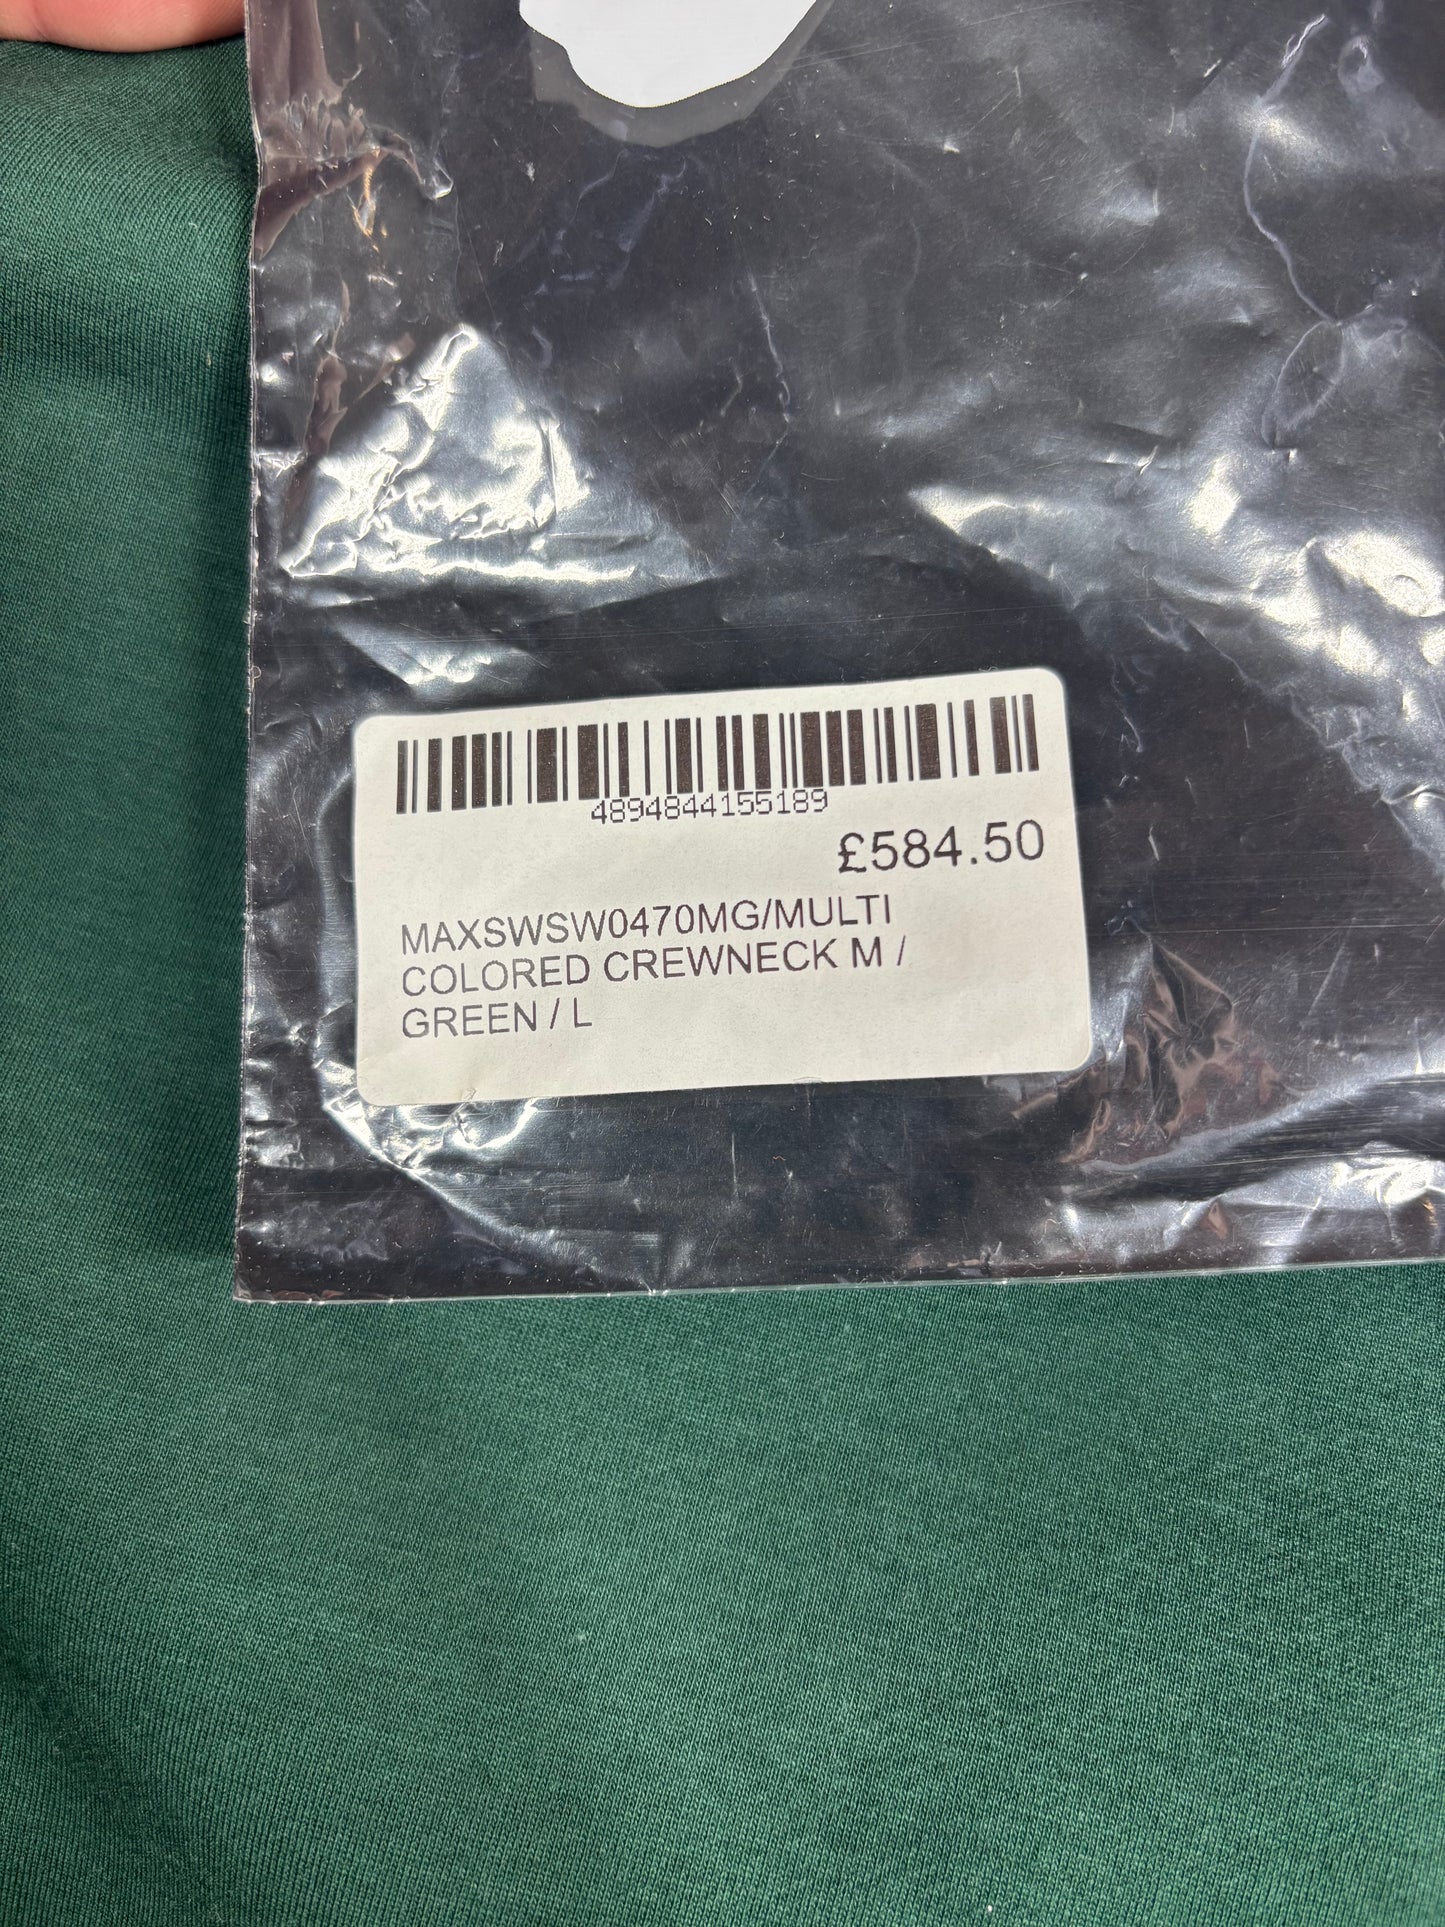 4894844155189
£584.50
MAXSWSW0470MG/MULTI
COLORED CREWNECK M /
GREEN / L